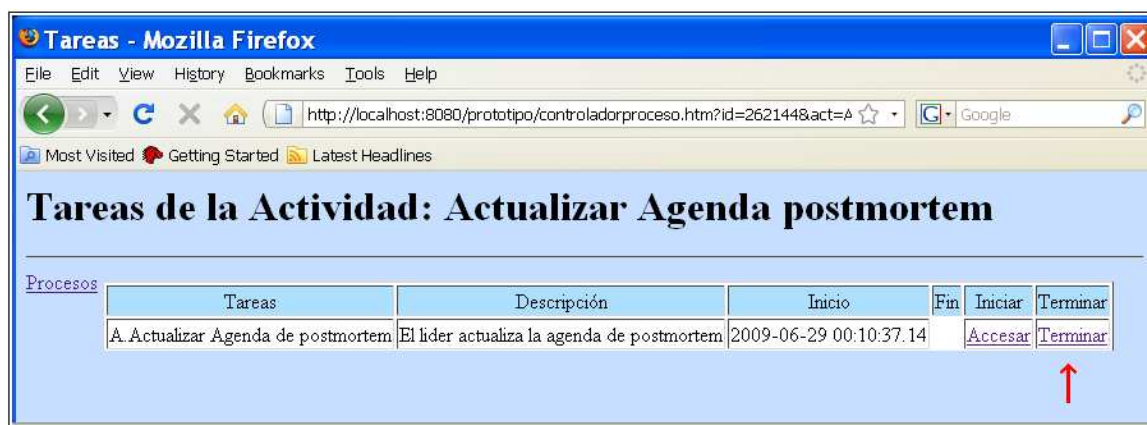 Tareas - Mozilla Firefox
File Edit View History Bookmarks Tools Help
http://localhost:8080/prototipo/controladorproceso.htm?id=262144&act=A G Google
Most Visited Getting Started Latest Headlines
Tareas de la Actividad: Actualizar Agenda postmortem
Procesos
Tareas Descripción Inicio Fin Iniciar Terminar
A.Actualizar Agenda de postmortem El lider actualiza la agenda de postmortem 2009-06-29 00:10:37.14 Accesar Terminar